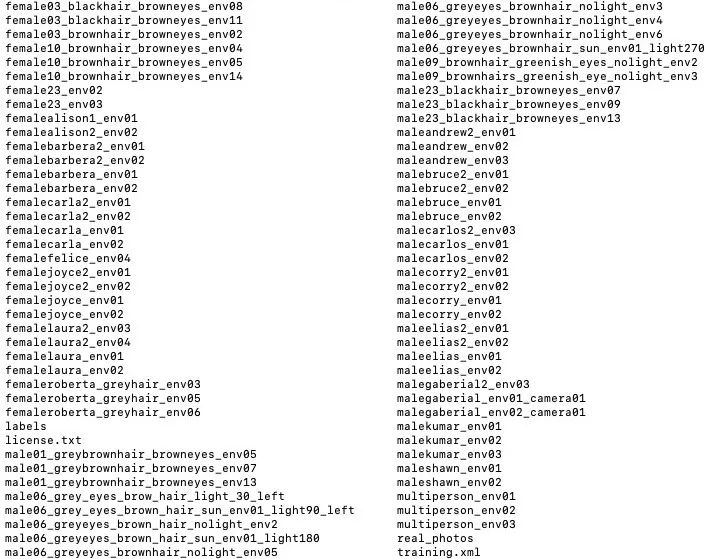 female03_blackhair_browneyes_env08
female03_blackhair_browneyes_env11
female03_brownhair_browneyes_env02
female10_brownhair_browneyes_env04
female10_brownhair_browneyes_env05
female10_brownhair_browneyes_env14
female23_env02
female23_env03
femalealison1_env01
femalealison2_env02
femalebarbera2_env01
femalebarbera2_env02
femalebarbera_env01
femalebarbera_env02
femalecarla2_env01
femalecarla2_env02
femalecarla_env01
femalecarla_env02
femalefelice_env04
femalejoyce2_env01
femalejoyce2_env02
femalejoyce_env01
femalejoyce_env02
femalelaura2_env03
femalelaura2_env04
femalelaura_env01
femalelaura_env02
femaleroberta_greyhair_env03
femaleroberta_greyhair_env05
femaleroberta_greyhair_env06
labels
license.txt
male01_greybrownhair_browneyes_env05
male01_greybrownhair_browneyes_env07
male01_greybrownhair_browneyes_env13
male06_grey_eyes_brow_hair_light_30_left
male06_grey_eyes_brown_hair_sun_env01_light90_left
male06_greyeyes_brown_hair_nolight_env2
male06_greyeyes_brown_hair_sun_env01_light180
male06_greyeyes_brownhair_nolight_env05
male06_greyeyes_brownhair_nolight_env3
male06_greyeyes_brownhair_nolight_env4
male06_greyeyes_brownhair_nolight_env6
male06_greyeyes_brownhair_sun_env01_light270
male09_brownhair_greenish_eyes_nolight_env2
male09_brownhairs_greenish_eye_nolight_env3
male23_blackhair_browneyes_env07
male23_blackhair_browneyes_env09
male23_blackhair_browneyes_env13
maleandrew2_env01
maleandrew_env02
maleandrew_env03
malebruce2_env01
malebruce2_env02
malebruce_env01
malebruce_env02
malecarlos2_env03
malecarlos_env01
malecarlos_env02
malecorry2_env01
malecorry2_env02
malecorry_env01
malecorry_env02
maleelias2_env01
maleelias2_env02
maleelias_env01
maleelias_env02
malegaberial2_env03
malegaberial_env01_camera01
malegaberial_env02_camera01
malekumar_env01
malekumar_env02
malekumar_env03
maleshawn_env01
maleshawn_env02
multiperson_env01
multiperson_env02
multiperson_env03
real_photos
training.xml